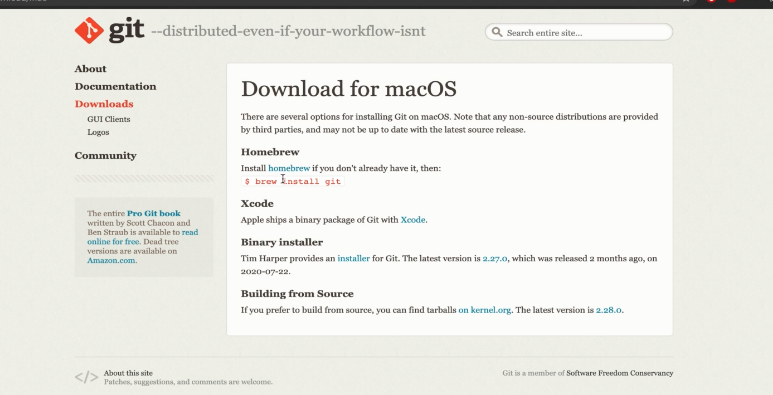 git --distributed-even-if-your-workflow-isnt
Search entire site...
About
Documentation
Downloads
GUI Clients
Logos
Community
The entire Pro Git book
written by Scott Chacon and
Ben Straub is available to read
online for free. Dead tree
versions are available on
Amazon.com.
Download for macOS
There are several options for installing Git on macOS. Note that any non-source distributions are provided
by third parties, and may not be up to date with the latest source release.
Homebrew
Install homebrew if you don't already have it, then:
$ brew install git
Xcode
Apple ships a binary package of Git with Xcode.
Binary installer
Tim Harper provides an installer for Git. The latest version is 2.27.0, which was released 2 months ago, on
2020-07-22.
Building from Source
If you prefer to build from source, you can find tarballs on kernel.org. The latest version is 2.28.0.
</> About this site
Patches, suggestions, and comments are welcome.
Git is a member of Software Freedom Conservancy